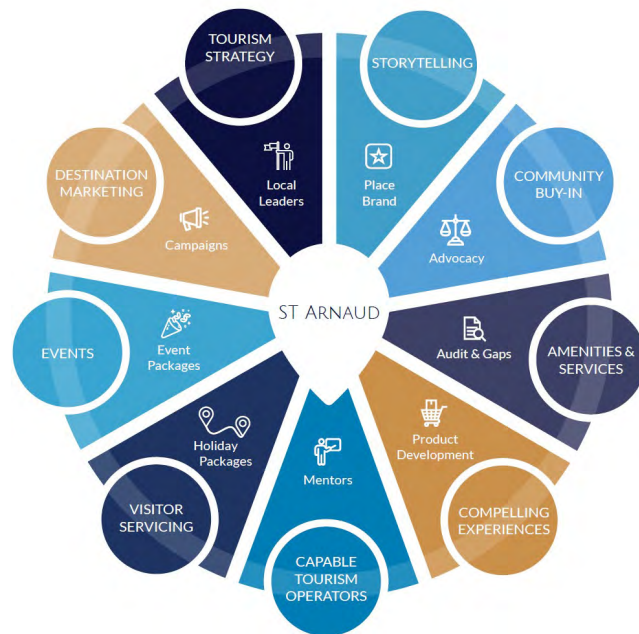 TOURISM
STRATEGY
Local
Leaders
STORYTELLING
Place
Brand
COMMUNITY
BUY-IN
Advocacy
AMENITIES &
SERVICES
Audit & Gaps
COMPELLING
EXPERIENCES
Product
Development
CAPABLE
TOURISM
OPERATORS
Mentors
VISITOR
SERVICING
Holiday
Packages
EVENTS
Event
Packages
DESTINATION
MARKETING
Campaigns
ST ARNAUD